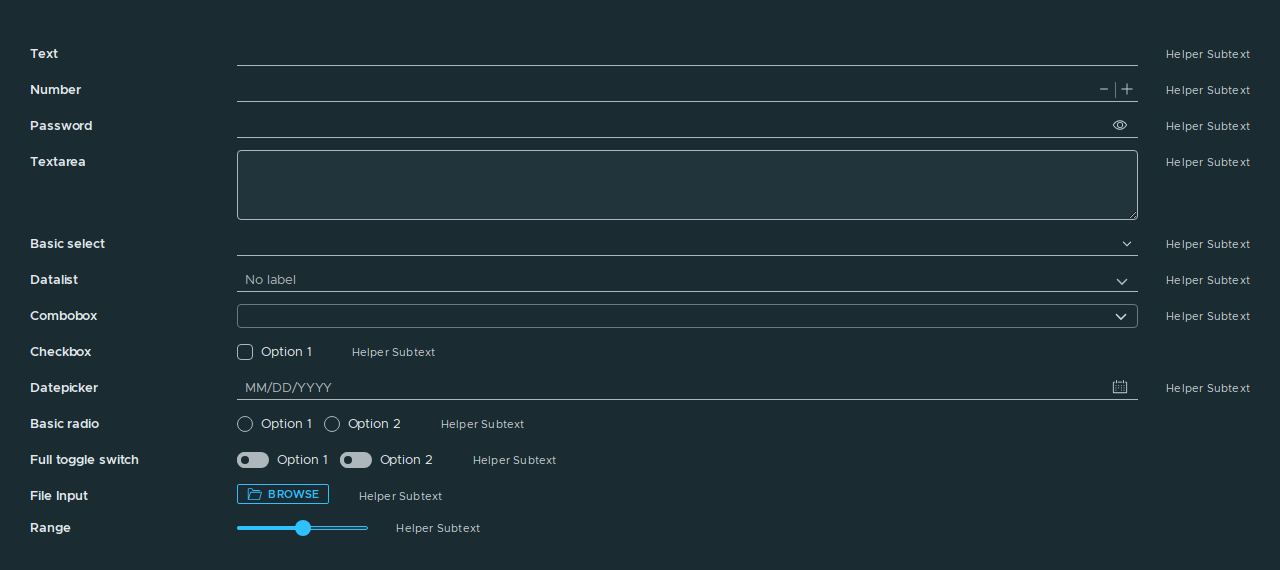 Text Helper Subtext
Number Helper Subtext
Password Helper Subtext
Textarea Helper Subtext
Basic select Helper Subtext
Datalist No label Helper Subtext
Combobox Helper Subtext
Checkbox Option 1 Helper Subtext
Datepicker MM/DD/YYYY Helper Subtext
Basic radio Option 1 Option 2 Helper Subtext
Full toggle switch Option 1 Option 2 Helper Subtext
File Input BROWSE Helper Subtext
Range Helper Subtext